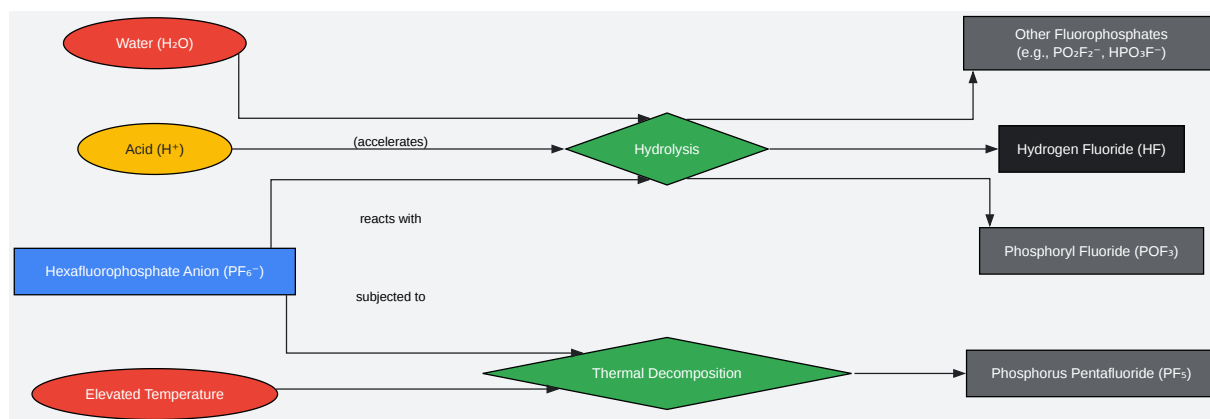 Water (H₂O)
Other Fluorophosphates
(e.g., PO₂F₂⁻, HPO₃F⁻)
Acid (H⁺)
(accelerates)
Hydrolysis
Hydrogen Fluoride (HF)
reacts with
Hexafluorophosphate Anion (PF₆⁻)
Phosphoryl Fluoride (POF₃)
subjected to
Elevated Temperature
Thermal Decomposition
Phosphorus Pentafluoride (PF₅)